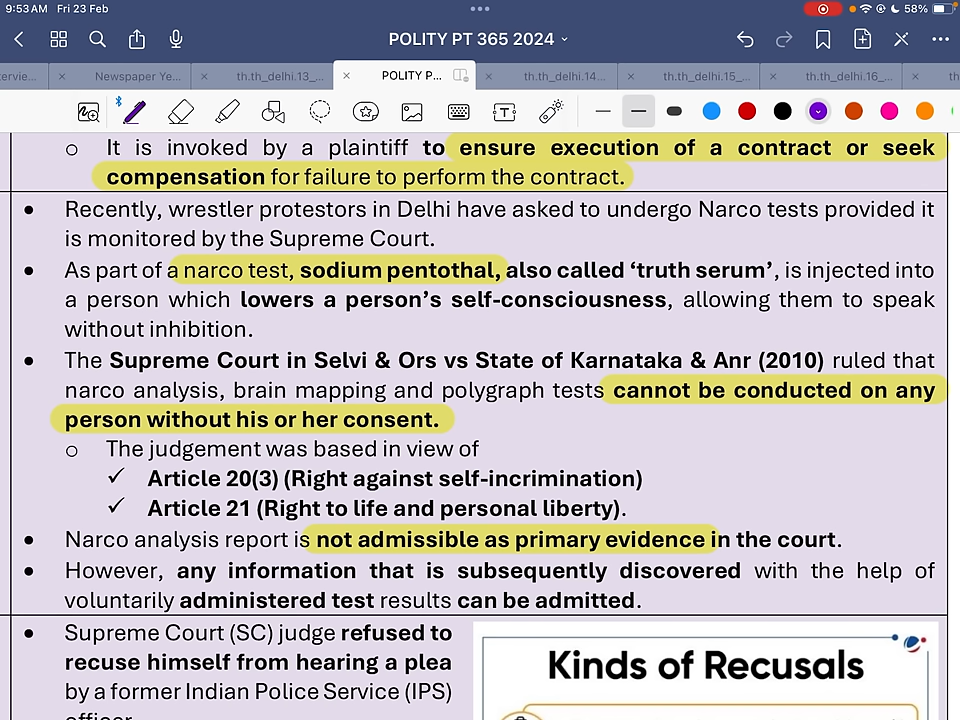 9:53 AM Fri 23 Feb
58%
POLITY PT 365 2024
Newspaper Ye...
th.th_delhi.13_...
POLITY P...
th.th_delhi.14...
th.th_delhi.15_...
th.th_delhi.16_...
o It is invoked by a plaintiff to ensure execution of a contract or seek
compensation for failure to perform the contract.
• Recently, wrestler protestors in Delhi have asked to undergo Narco tests provided it
is monitored by the Supreme Court.
• As part of a narco test, sodium pentothal, also called ‘truth serum’, is injected into
a person which lowers a person’s self-consciousness, allowing them to speak
without inhibition.
• The Supreme Court in Selvi & Ors vs State of Karnataka & Anr (2010) ruled that
narco analysis, brain mapping and polygraph tests cannot be conducted on any
person without his or her consent.
o The judgement was based in view of
✓ Article 20(3) (Right against self-incrimination)
✓ Article 21 (Right to life and personal liberty).
• Narco analysis report is not admissible as primary evidence in the court.
• However, any information that is subsequently discovered with the help of
voluntarily administered test results can be admitted.
• Supreme Court (SC) judge refused to
recuse himself from hearing a plea
by a former Indian Police Service (IPS)
officer
Kinds of Recusals